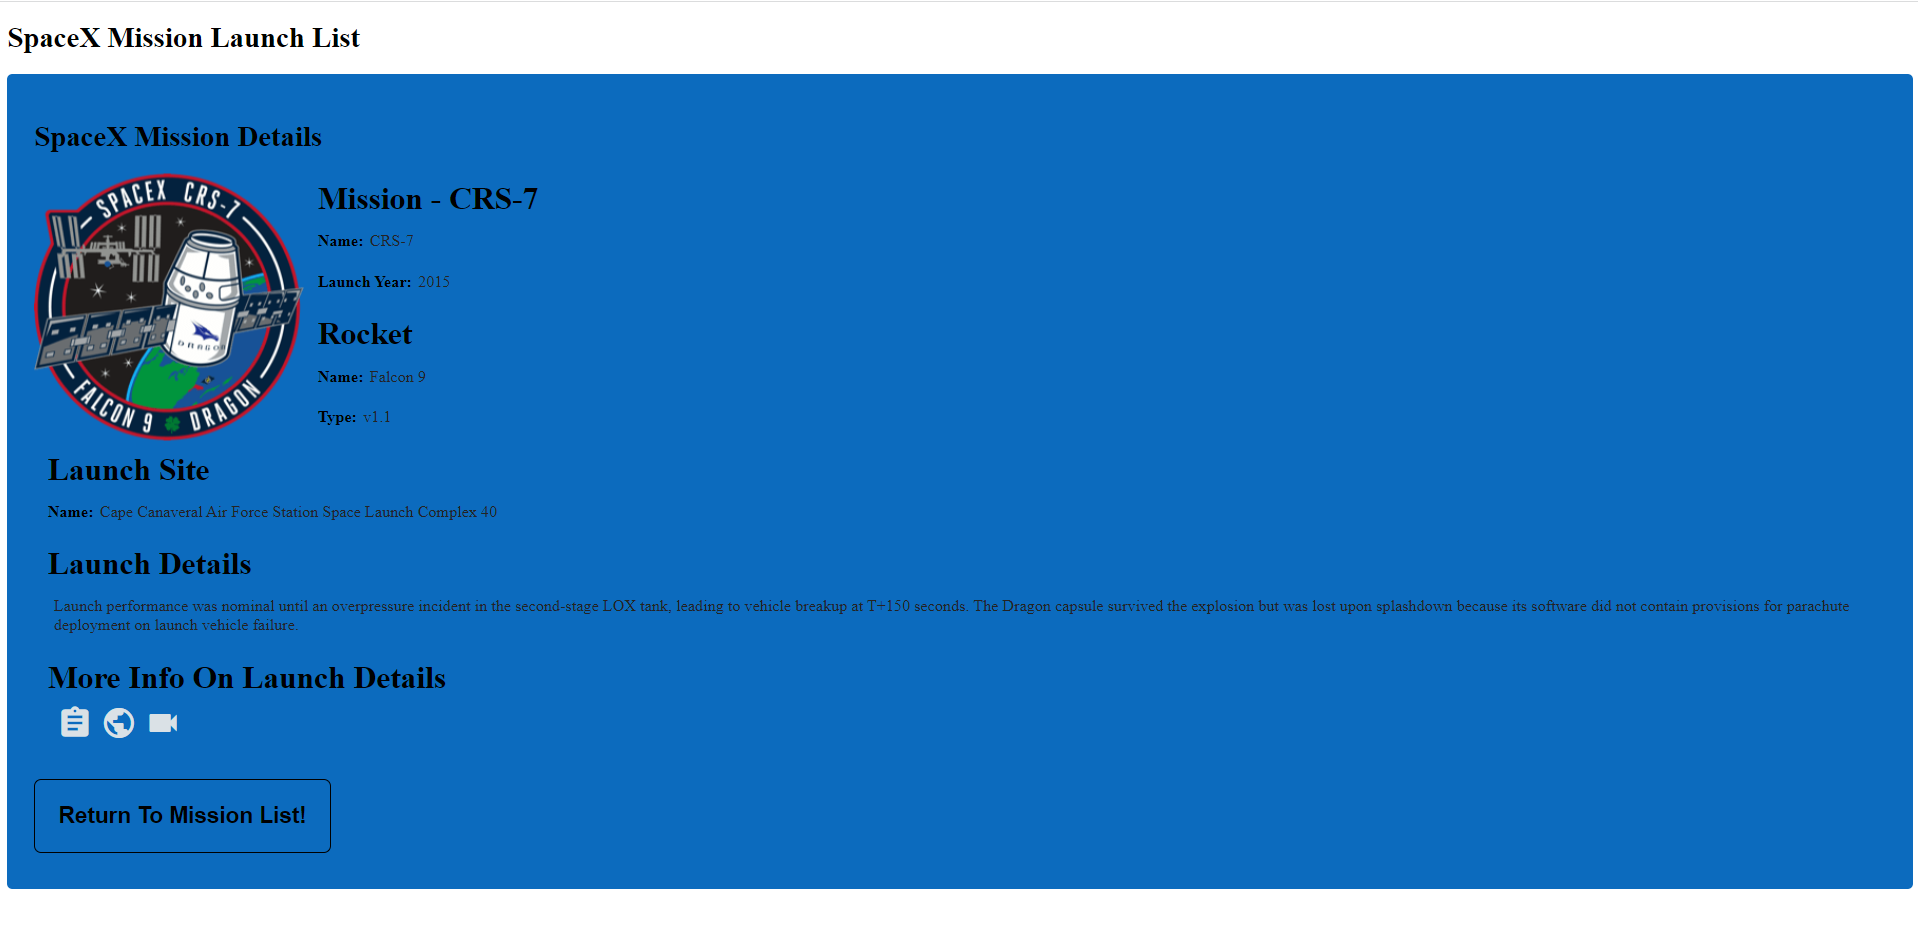 SpaceX Mission Launch List
SpaceX Mission Details
SPACEX CRS-7
DRAGON
FALCON 9 DRAGON
Mission - CRS-7
Name: CRS-7
Launch Year: 2015
Rocket
Name: Falcon 9
Type: v1.1
Launch Site
Name: Cape Canaveral Air Force Station Space Launch Complex 40
Launch Details
Launch performance was nominal until an overpressure incident in the second-stage LOX tank, leading to vehicle breakup at T+150 seconds. The Dragon capsule survived the explosion but was lost upon splashdown because its software did not contain provisions for parachute
deployment on launch vehicle failure.
More Info On Launch Details
Return To Mission List!